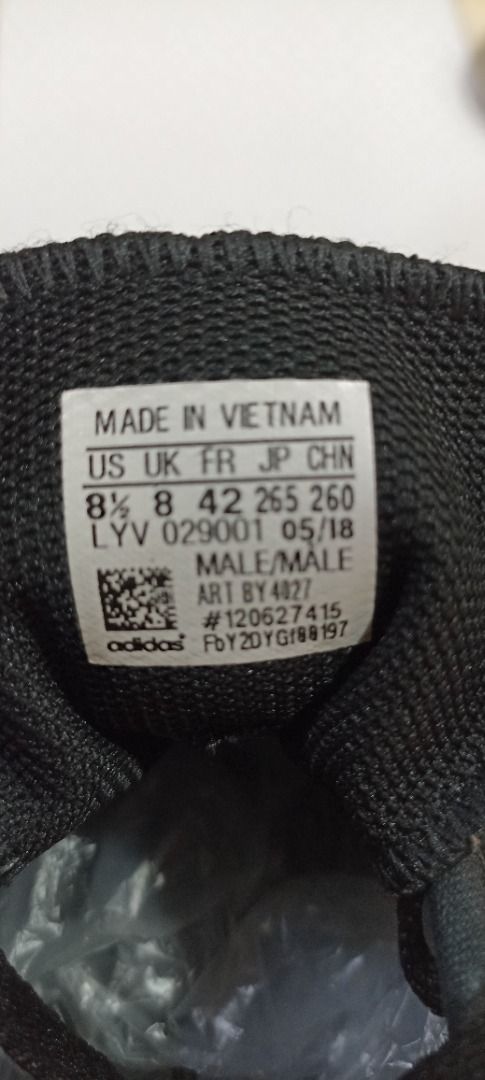 MADE IN VIETNAM
US UK FR JP CHN
8½ 8 42 265 260
LYV 029001 05/18
MALE/MALE
ART BY4027
#120627415
adidas FbY2DYGf88197